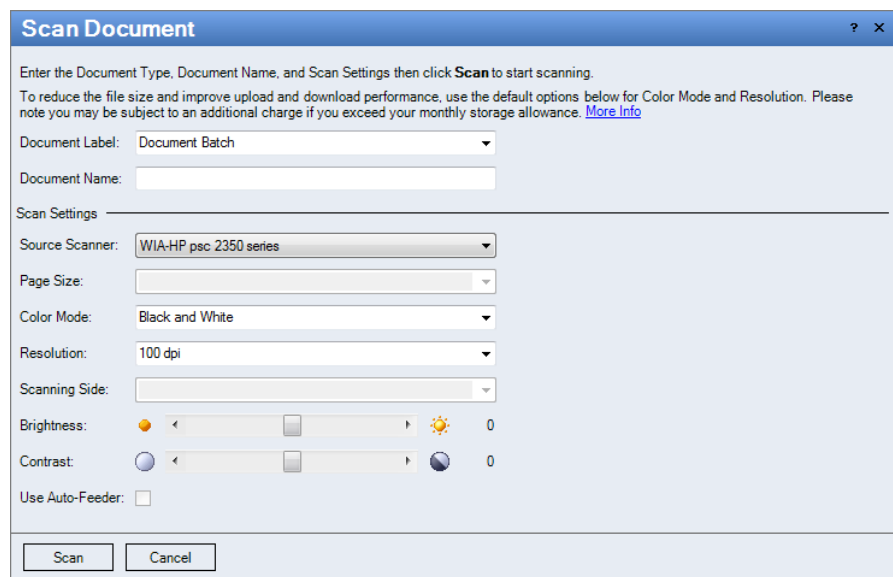 Scan Document ? ×
Enter the Document Type, Document Name, and Scan Settings then click Scan to start scanning.
To reduce the file size and improve upload and download performance, use the default options below for Color Mode and Resolution. Please
note you may be subject to an additional charge if you exceed your monthly storage allowance. More Info
Document Label: Document Batch
Document Name:
Scan Settings
Source Scanner: WIA-HP psc 2350 series
Page Size:
Color Mode: Black and White
Resolution: 100 dpi
Scanning Side:
Brightness: 0
Contrast: 0
Use Auto-Feeder:
Scan Cancel